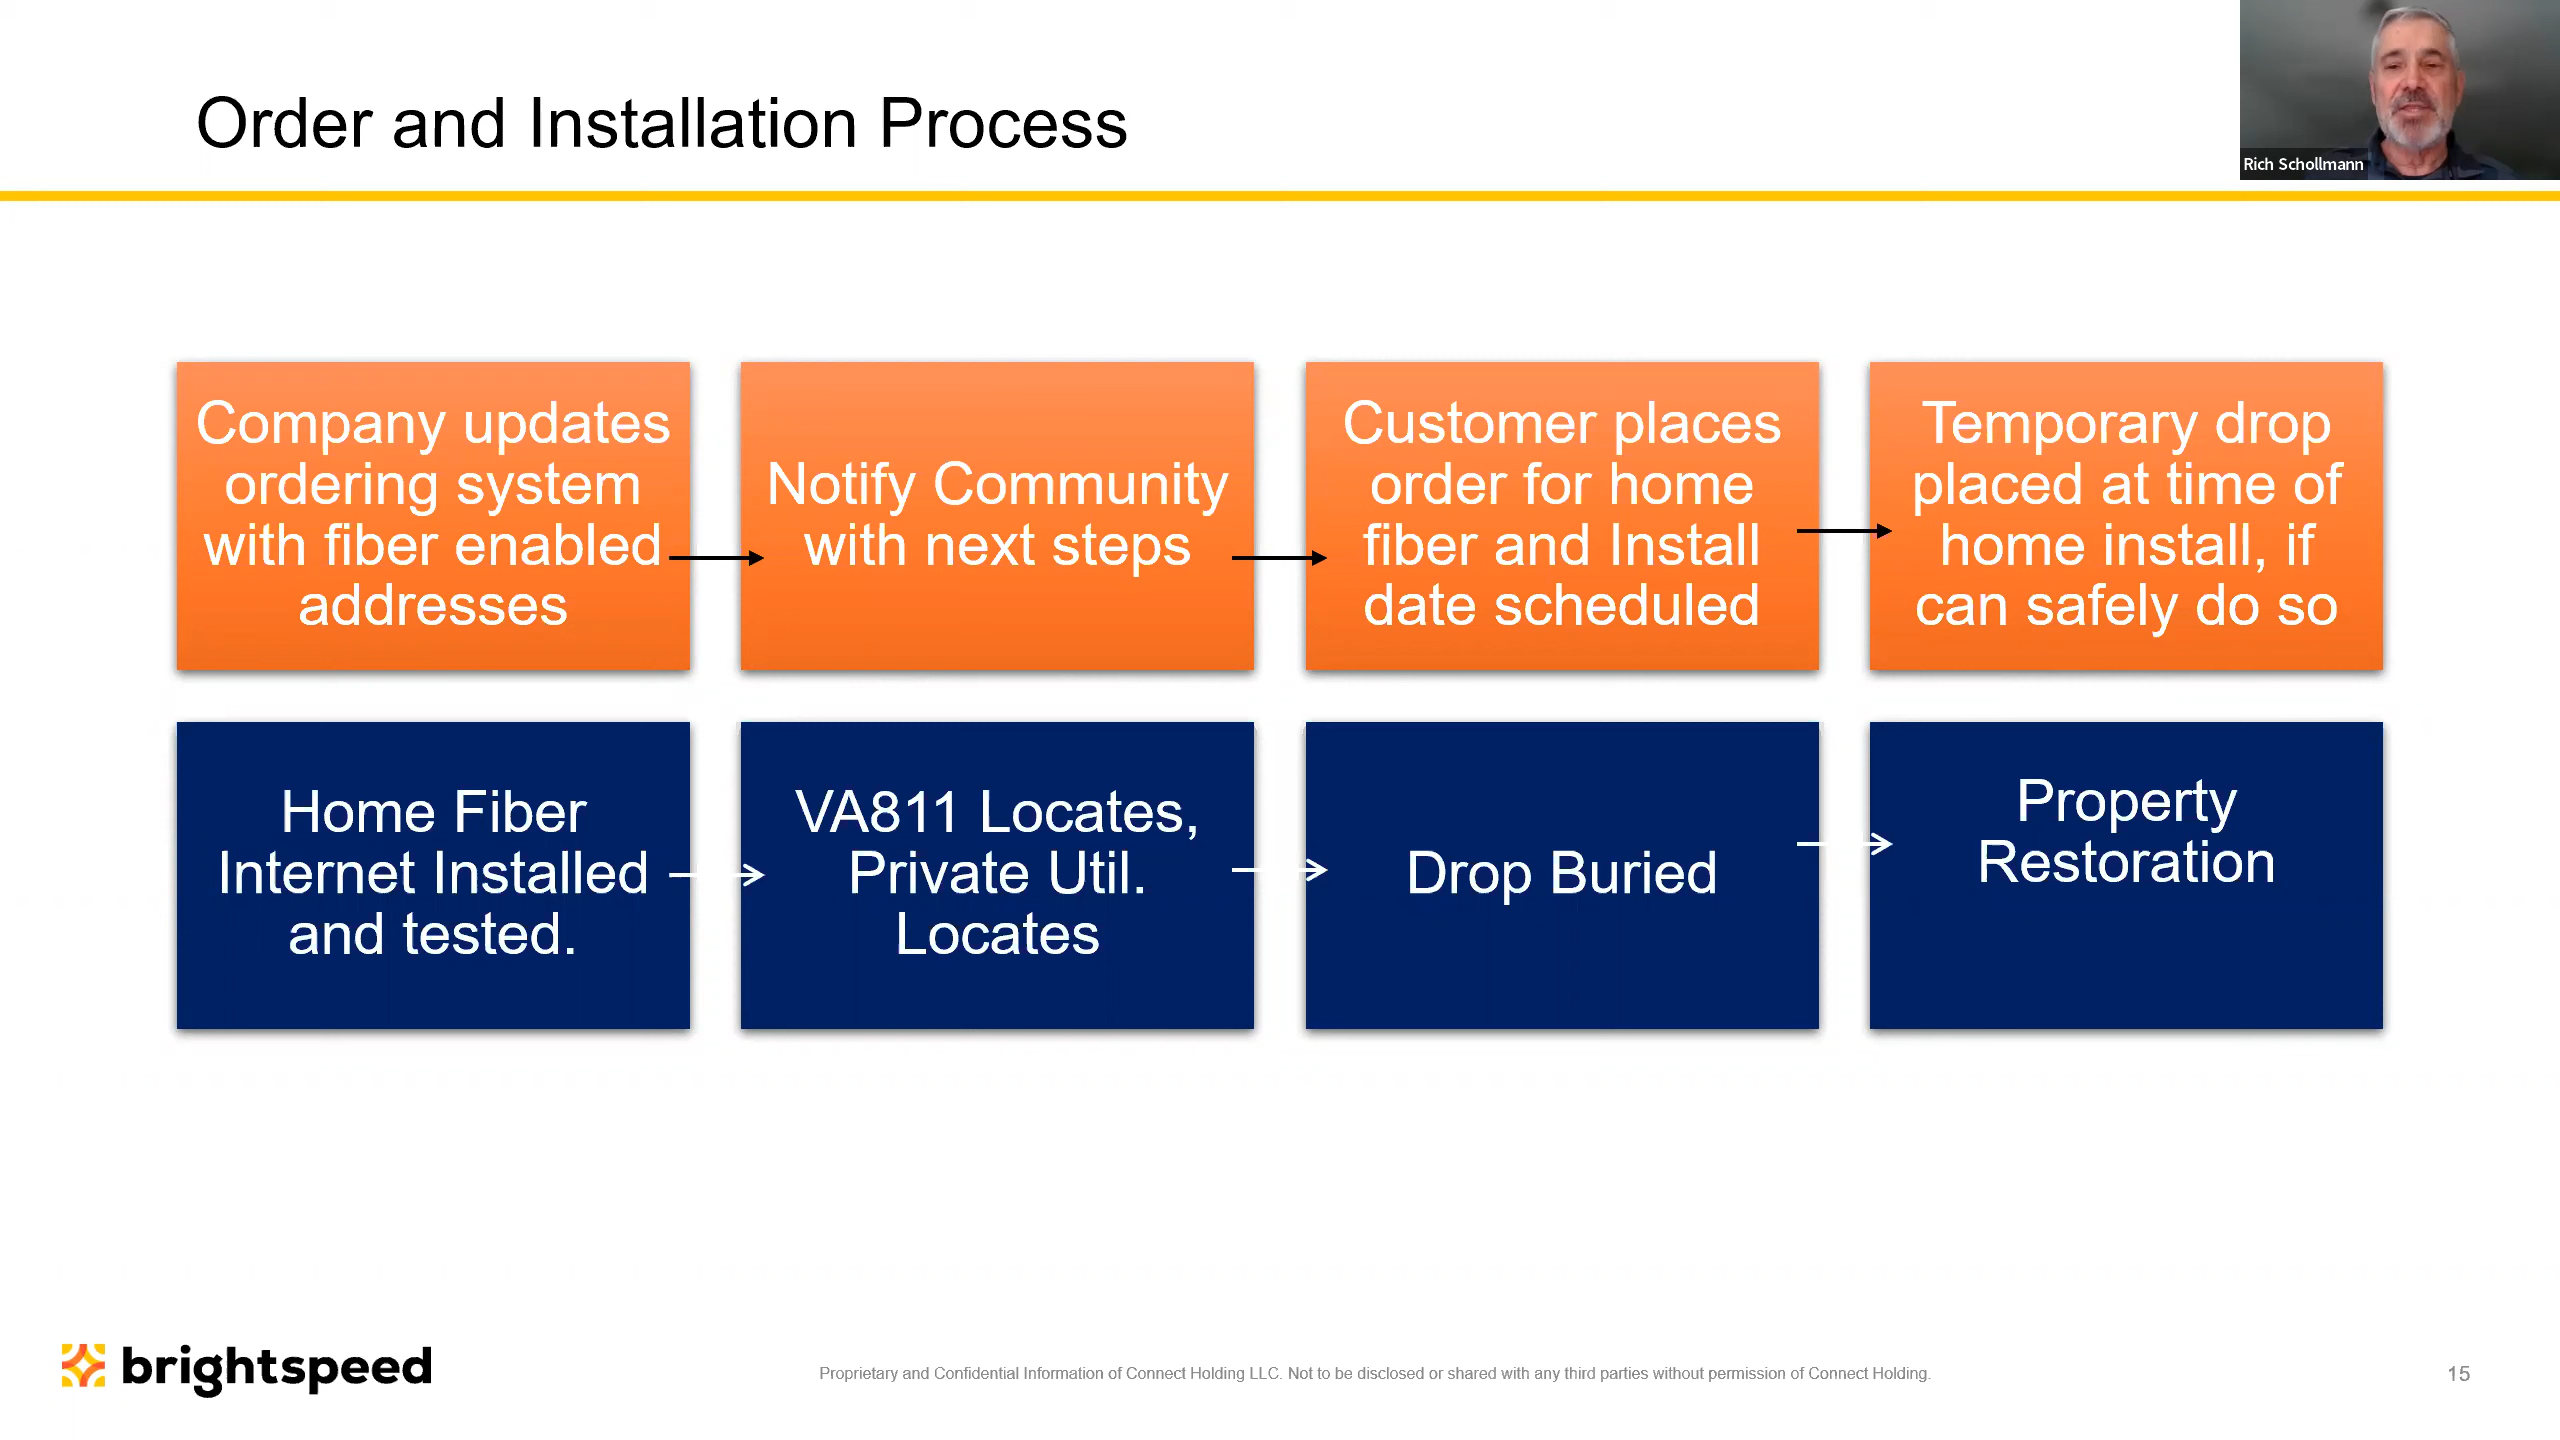 Order and Installation Process
Rich Schollmann
Company updates
ordering system
with fiber enabled
addresses
Notify Community
with next steps
Customer places
order for home
fiber and Install
date scheduled
Temporary drop
placed at time of
home install, if
can safely do so
Home Fiber
Internet Installed
and tested.
VA811 Locates,
Private Util.
Locates
Drop Buried
Property
Restoration
brightspeed
Proprietary and Confidential Information of Connect Holding LLC. Not to be disclosed or shared with any third parties without permission of Connect Holding.
15